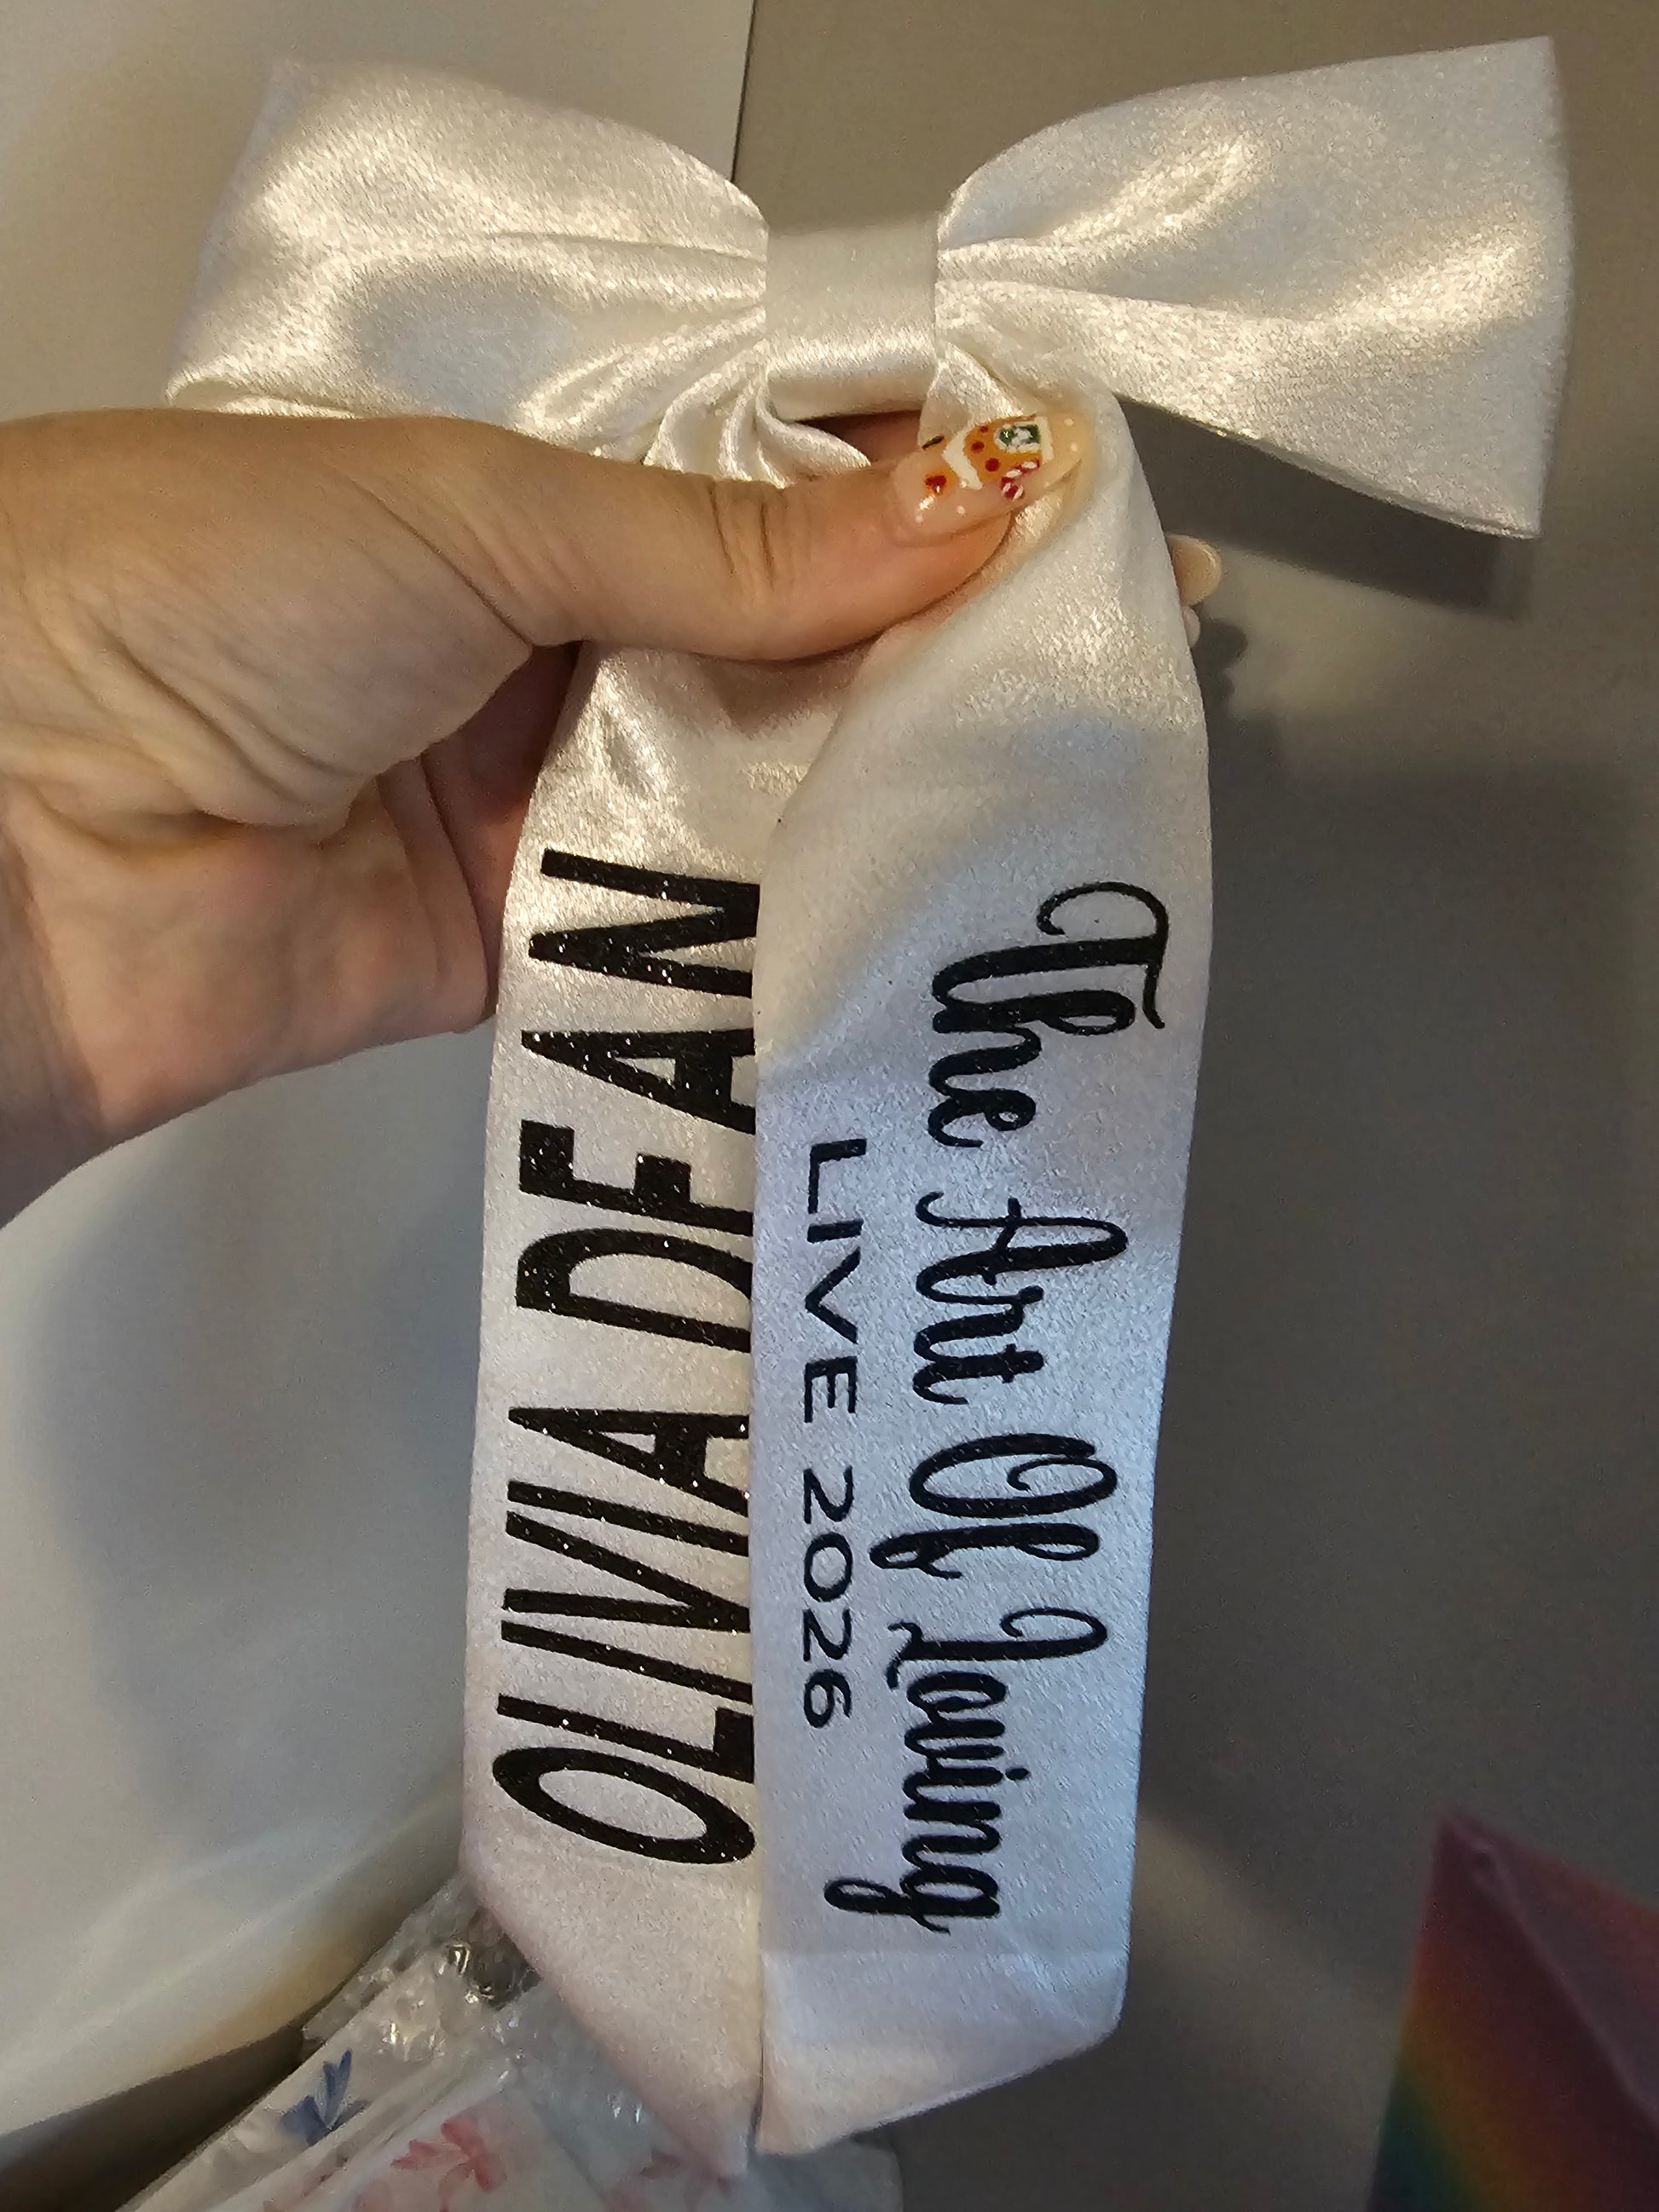 OLIVIA DEAN
The Art Of Loving
LIVE 2026